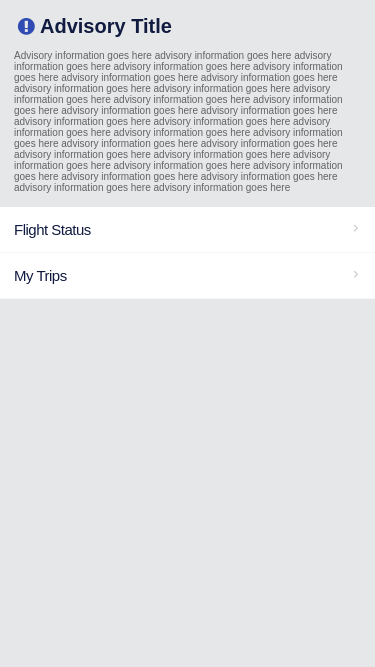 Advisory Title
Advisory information goes here advisory information goes here advisory
information goes here advisory information goes here advisory information
goes here advisory information goes here advisory information goes here
advisory information goes here advisory information goes here advisory
information goes here advisory information goes here advisory information
goes here advisory information goes here advisory information goes here
advisory information goes here advisory information goes here advisory
information goes here advisory information goes here advisory information
goes here advisory information goes here advisory information goes here
advisory information goes here advisory information goes here advisory
information goes here advisory information goes here advisory information
goes here advisory information goes here advisory information goes here
advisory information goes here advisory information goes here
Flight Status
My Trips